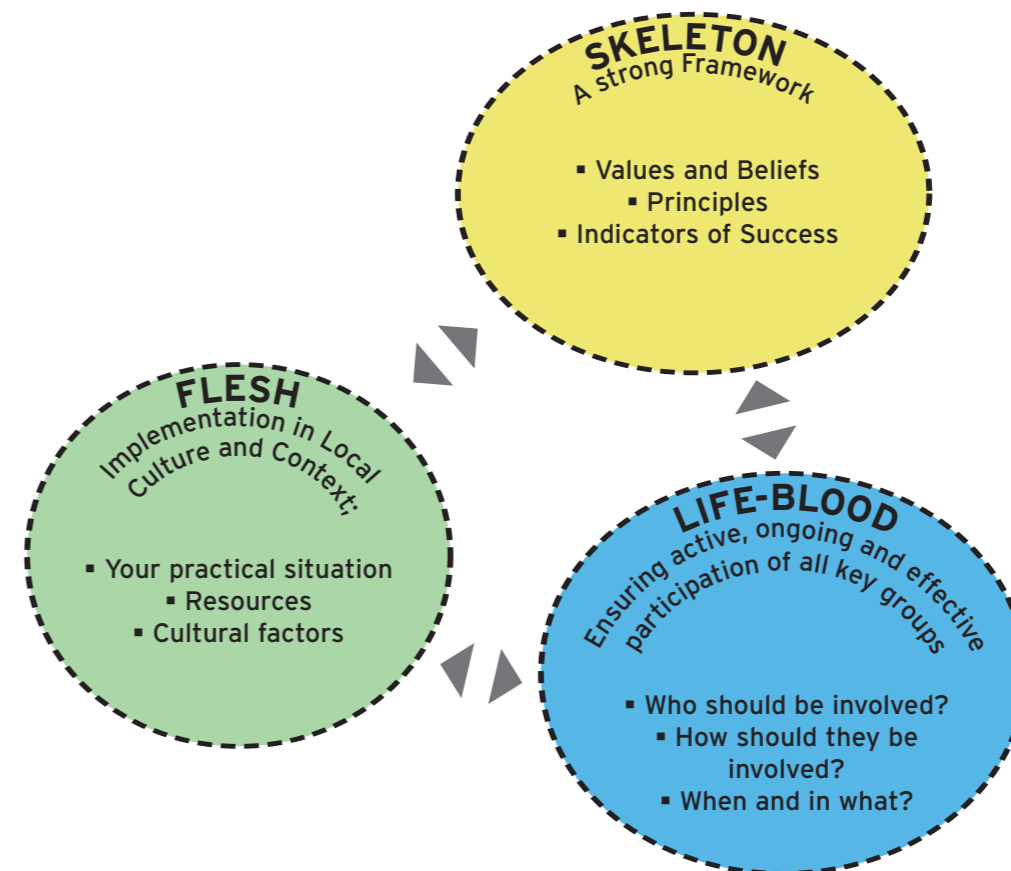 SKELETON
A strong Framework
▪ Values and Beliefs
▪ Principles
▪ Indicators of Success
FLESH
Implementation in Local
Culture and Context;
▪ Your practical situation
▪ Resources
▪ Cultural factors
LIFE-BLOOD
Ensuring active, ongoing and effective
participation of all key groups
▪ Who should be involved?
▪ How should they be
involved?
▪ When and in what?